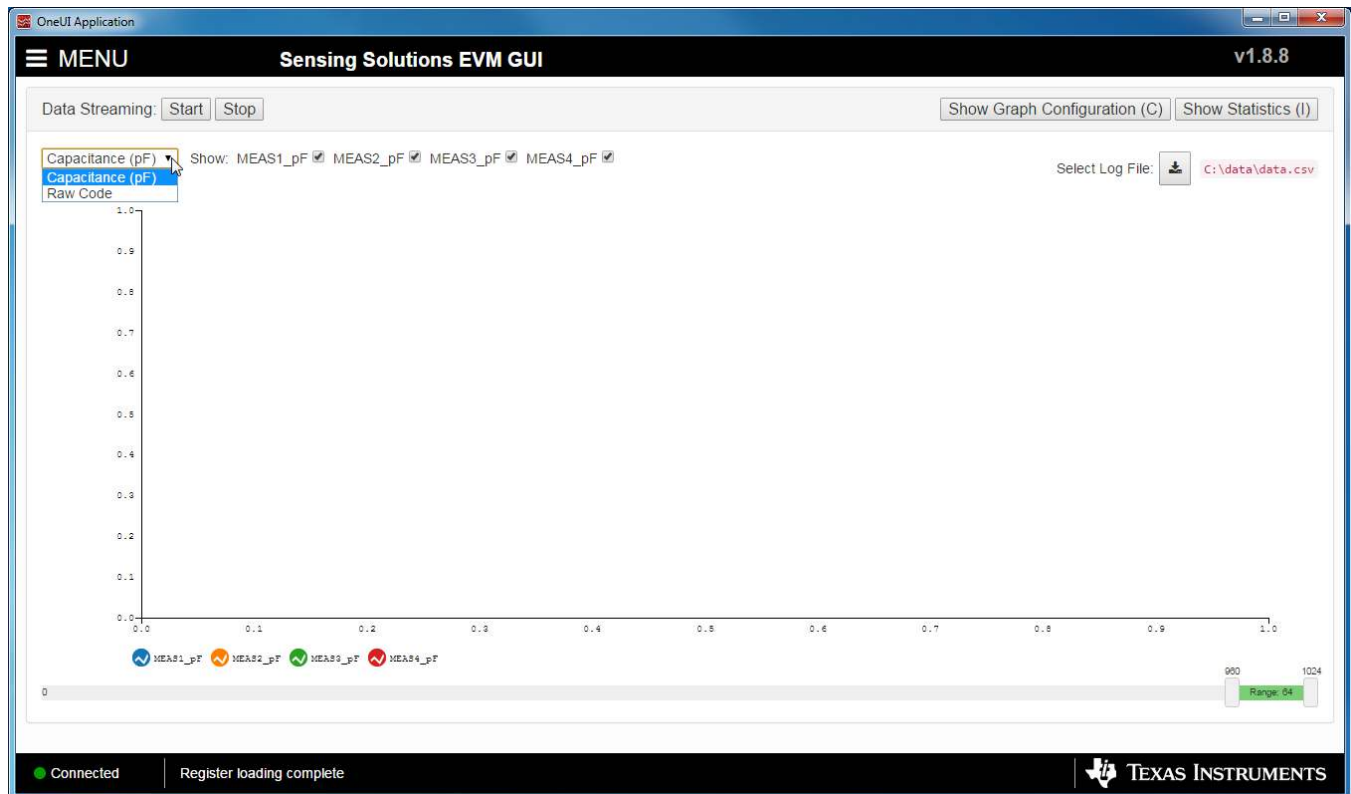 OneUI Application
MENU
Sensing Solutions EVM GUI
v1.8.8
Data Streaming: Start Stop
Show Graph Configuration (C) Show Statistics (I)
Capacitance (pF) Show: MEAS1_pF MEAS2_pF MEAS3_pF MEAS4_pF
Select Log File: C:\data\data.csv
Capacitance (pF)
Raw Code
1.0
0.9
0.8
0.7
0.6
0.5
0.4
0.3
0.2
0.1
0.0
0.0 0.1 0.2 0.3 0.4 0.5 0.6 0.7 0.8 0.9 1.0
MEAS1_pF MEAS2_pF MEAS3_pF MEAS4_pF
960 1024
0 Range: 64
Connected Register loading complete
TEXAS INSTRUMENTS